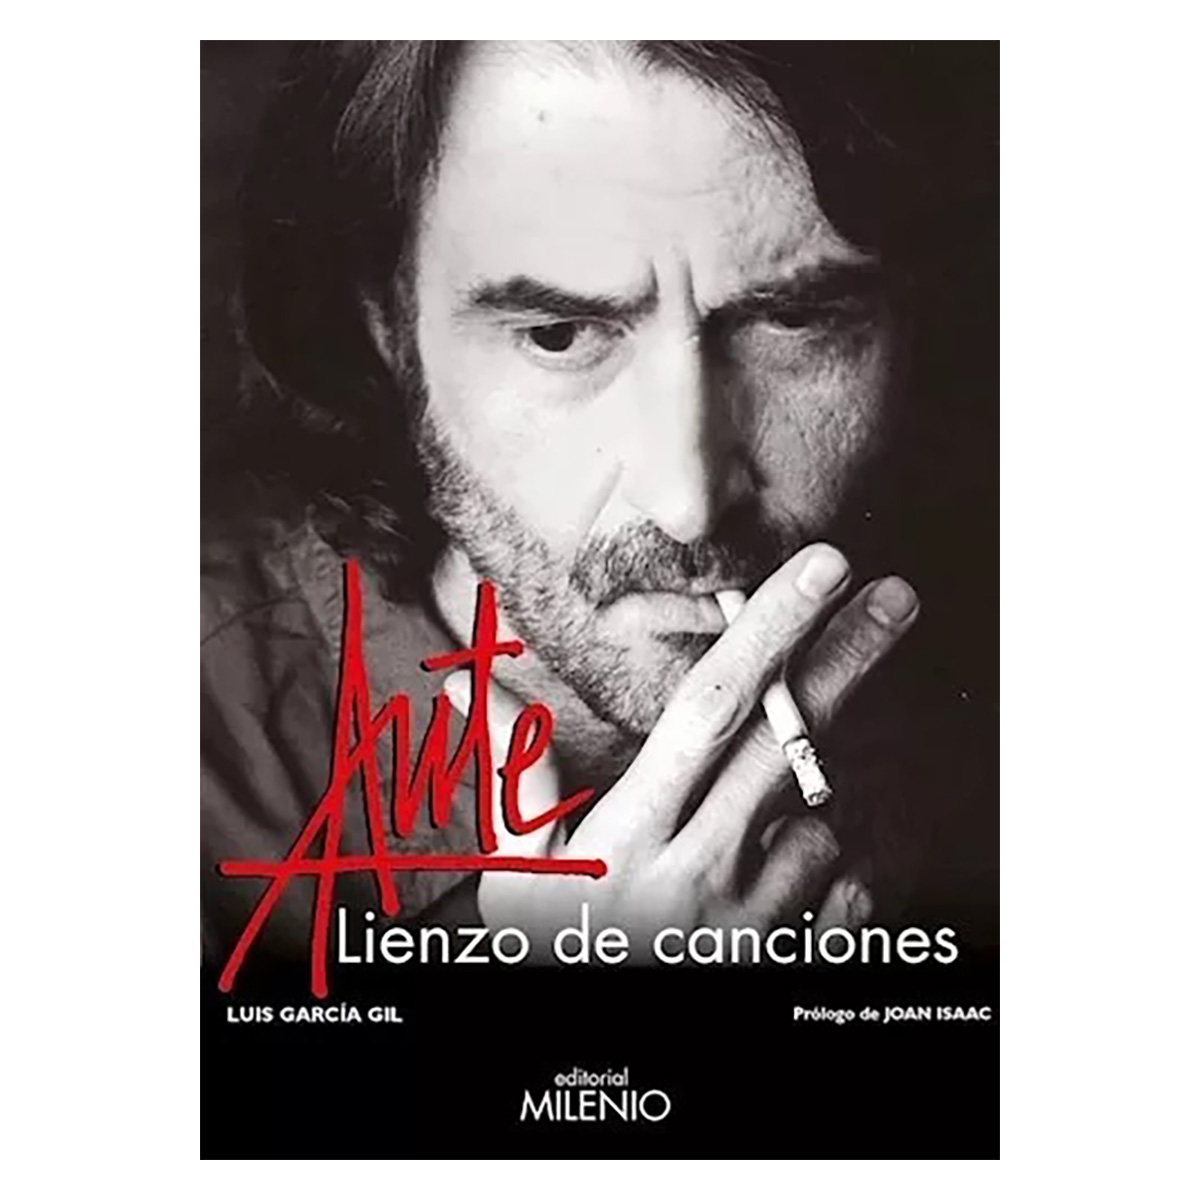 Aute
Lienzo de canciones
LUIS GARCÍA GIL
Prólogo de JOAN ISAAC
editorial
MILENIO